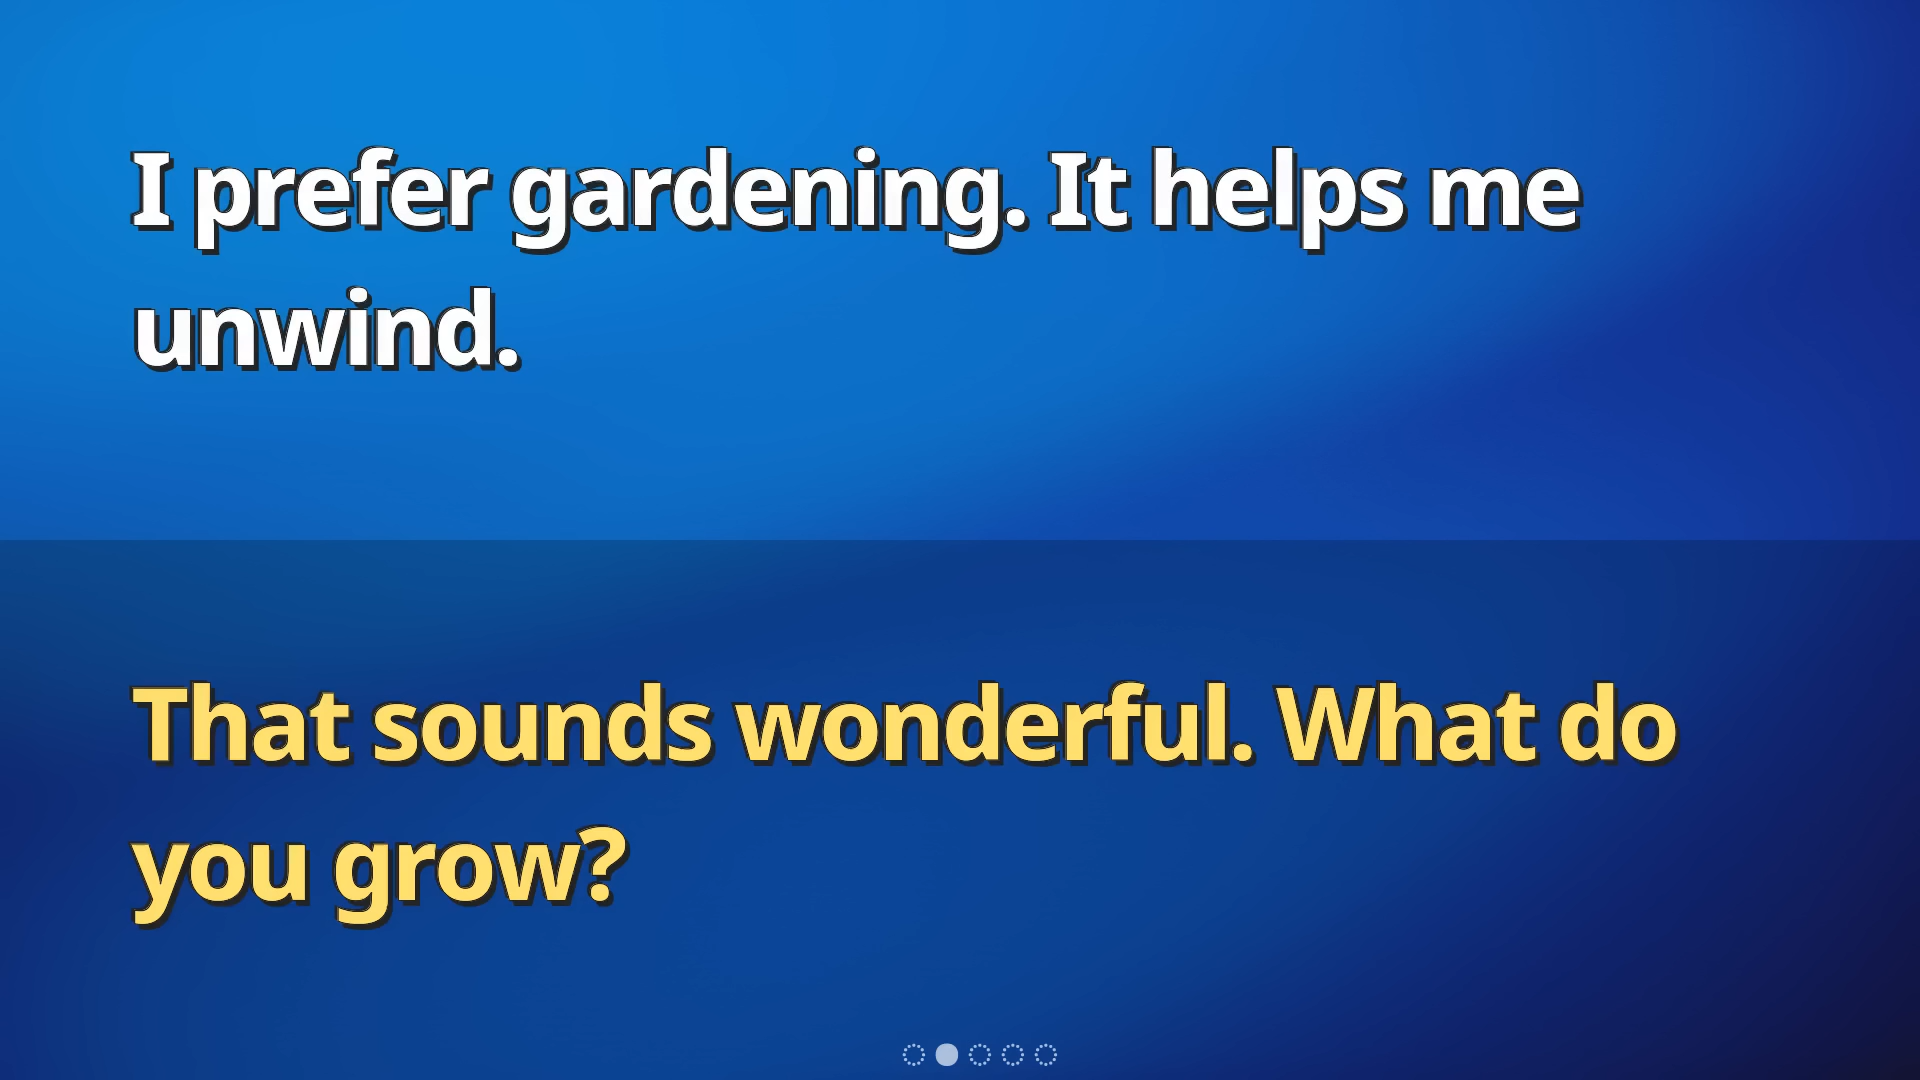 I prefer gardening. It helps me
unwind.
That sounds wonderful. What do
you grow?